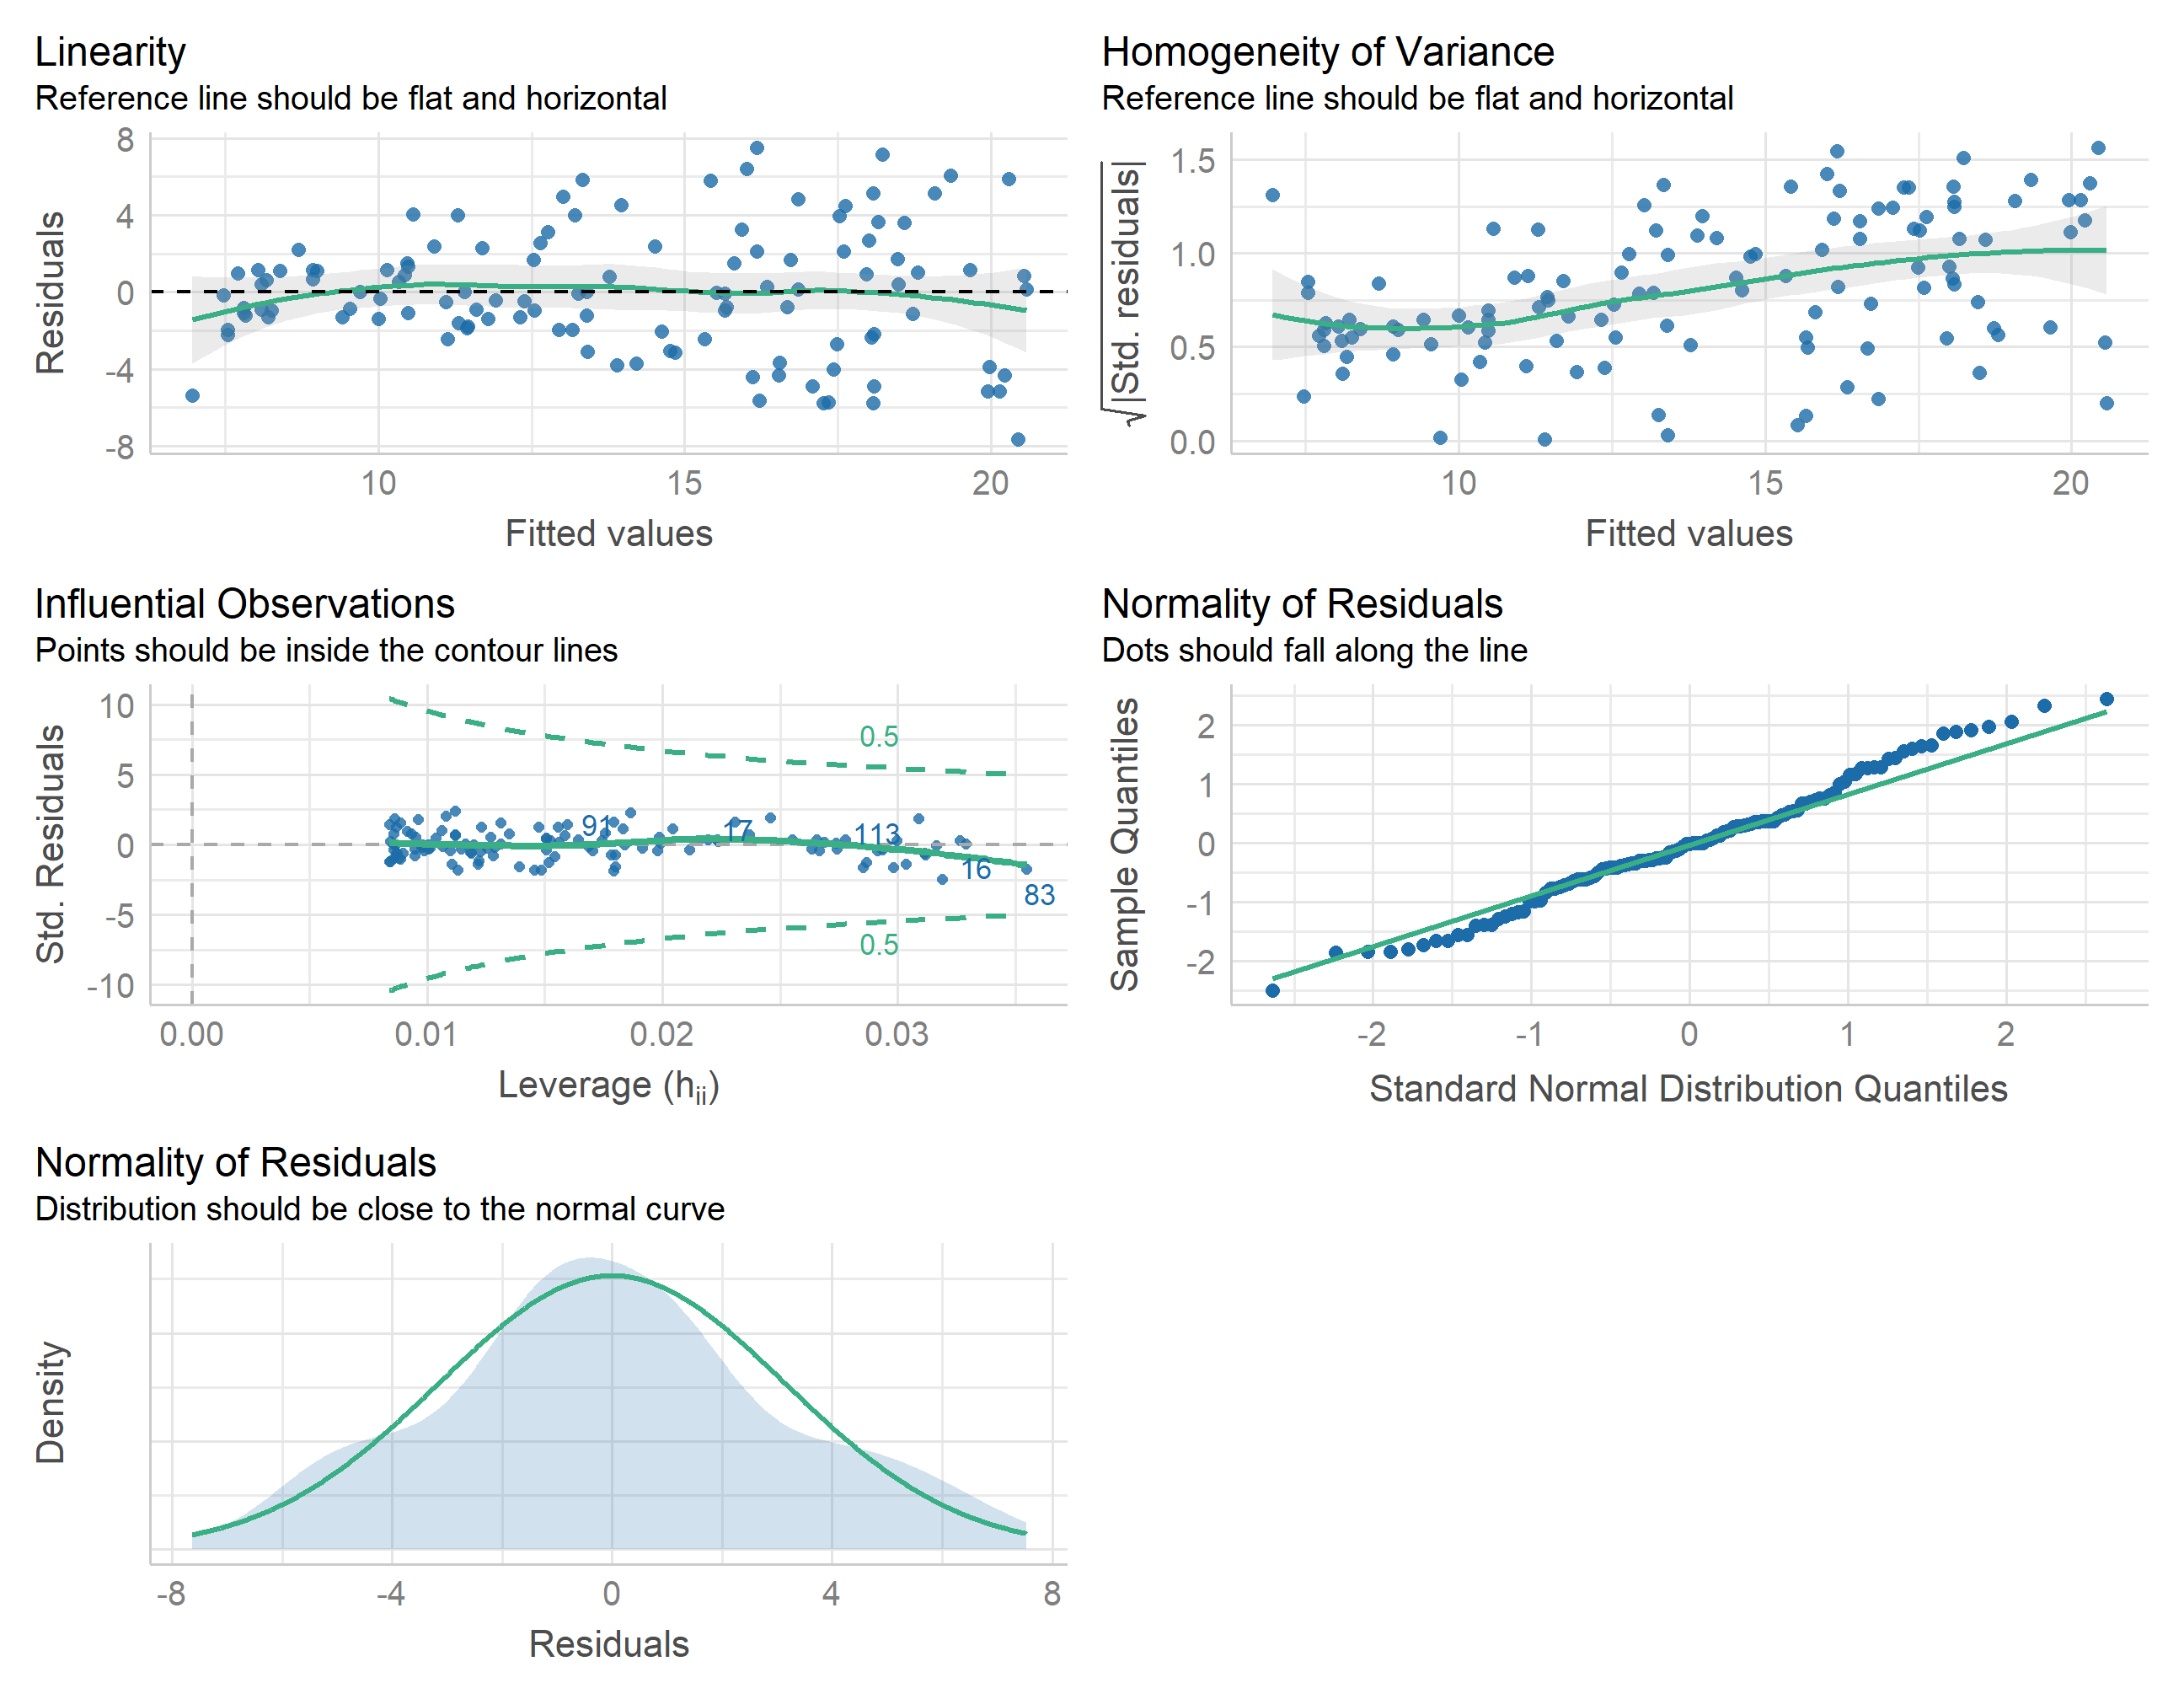 Linearity
Reference line should be flat and horizontal
8
4
0
-4
-8
Residuals
10 15 20
Fitted values
Homogeneity of Variance
Reference line should be flat and horizontal
1.5
1.0
0.5
0.0
√|Std. residuals|
10 15 20
Fitted values
Influential Observations
Points should be inside the contour lines
10
5
0
-5
-10
Std. Residuals
0.5
91 17 113
16
83
0.5
0.00 0.01 0.02 0.03
Leverage (hii)
Normality of Residuals
Dots should fall along the line
2
1
0
-1
-2
Sample Quantiles
-2 -1 0 1 2
Standard Normal Distribution Quantiles
Normality of Residuals
Distribution should be close to the normal curve
Density
-8 -4 0 4 8
Residuals